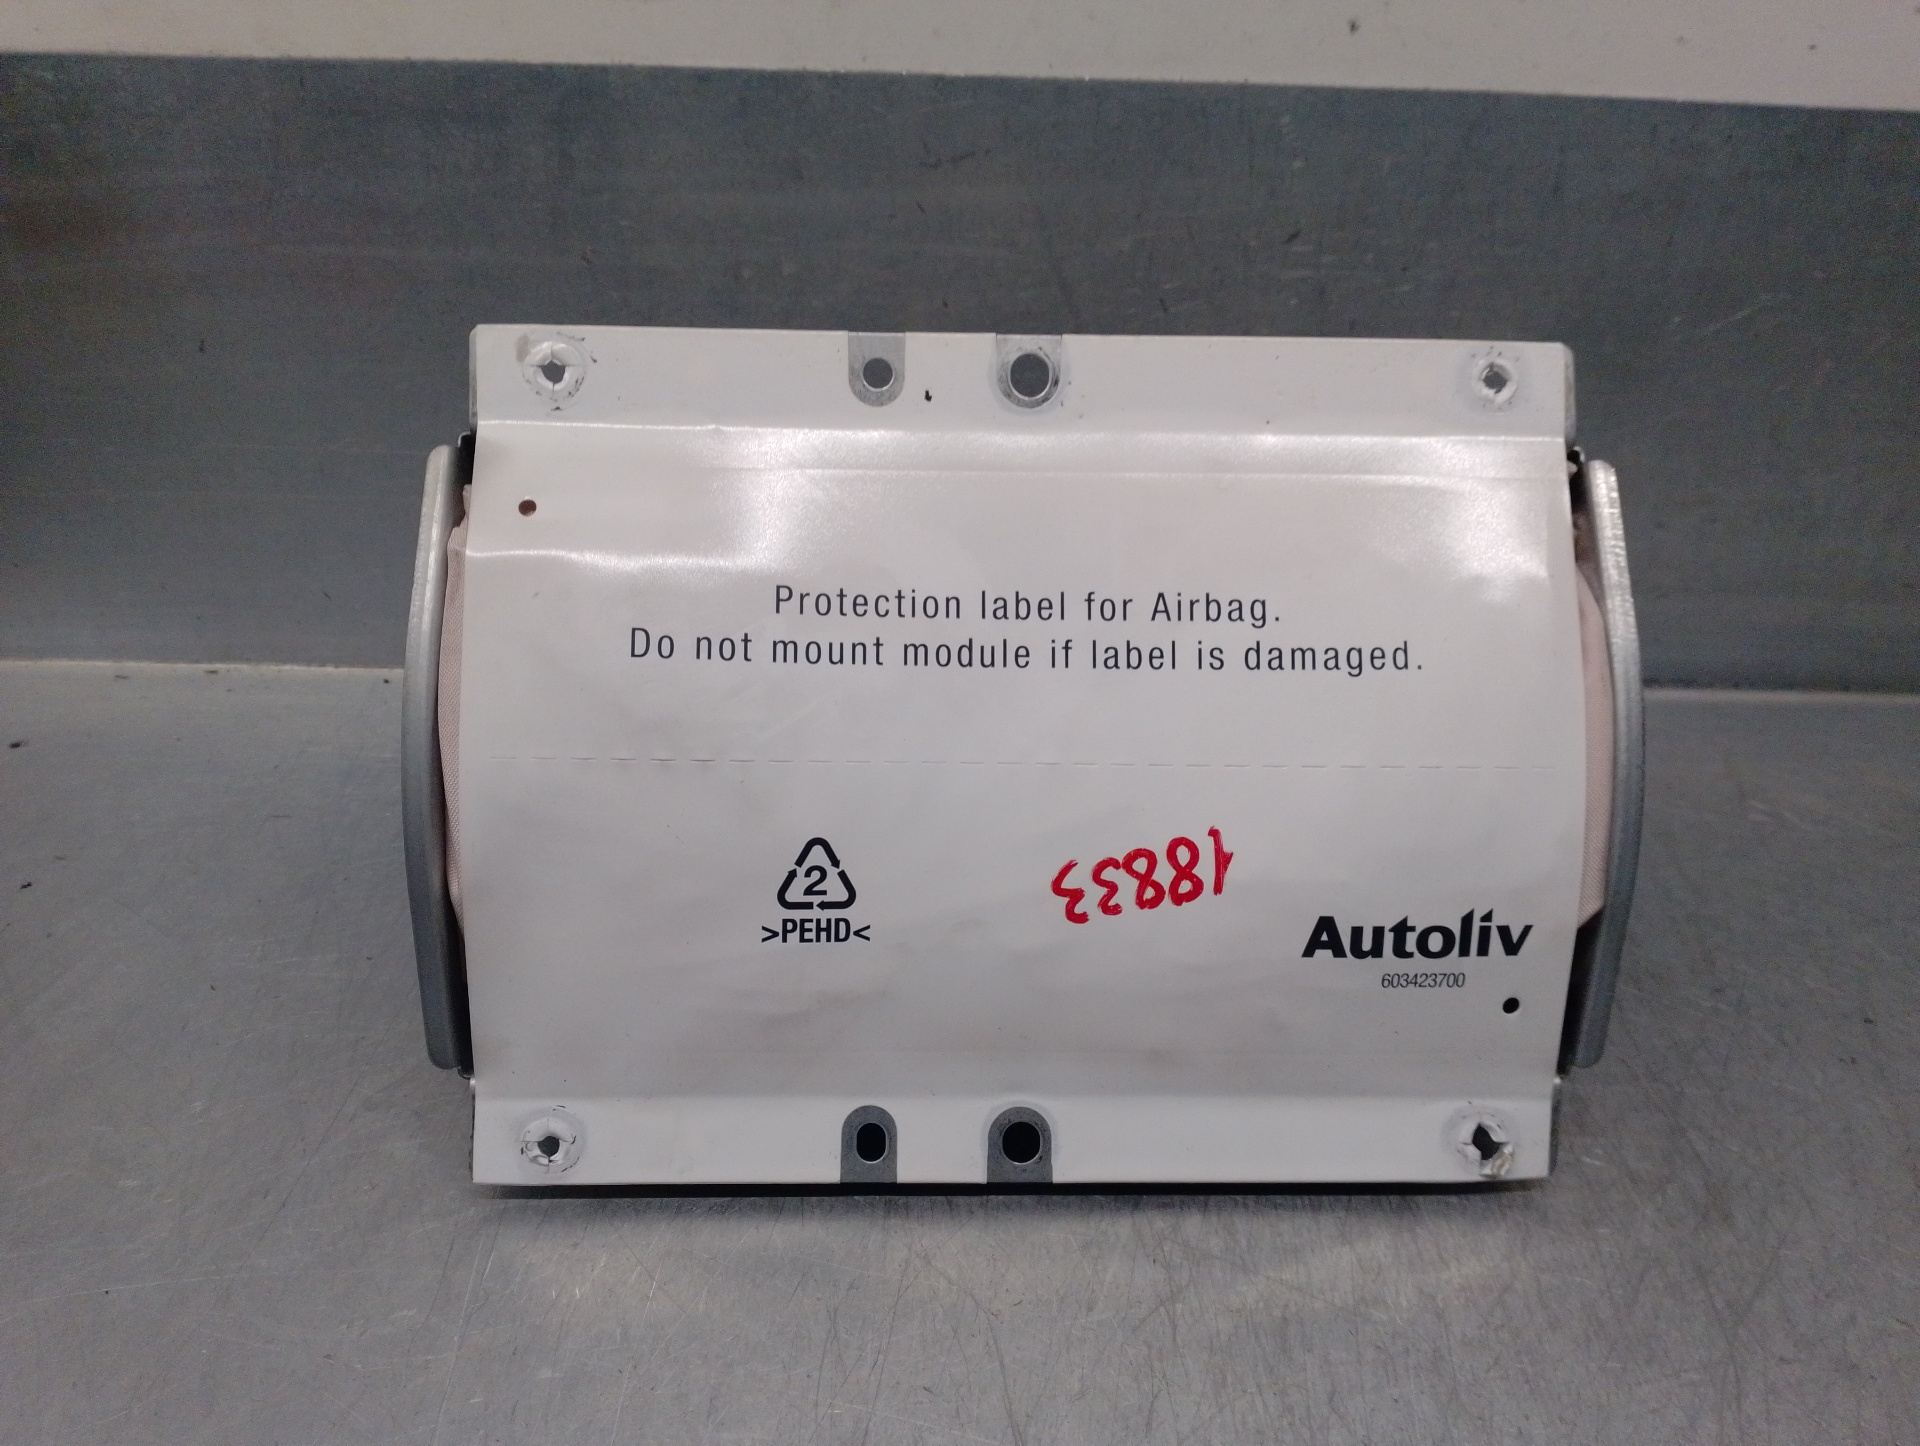 Protection label for Airbag.
Do not mount module if label is damaged.
2
>PEHD<
18833
Autoliv
603423700